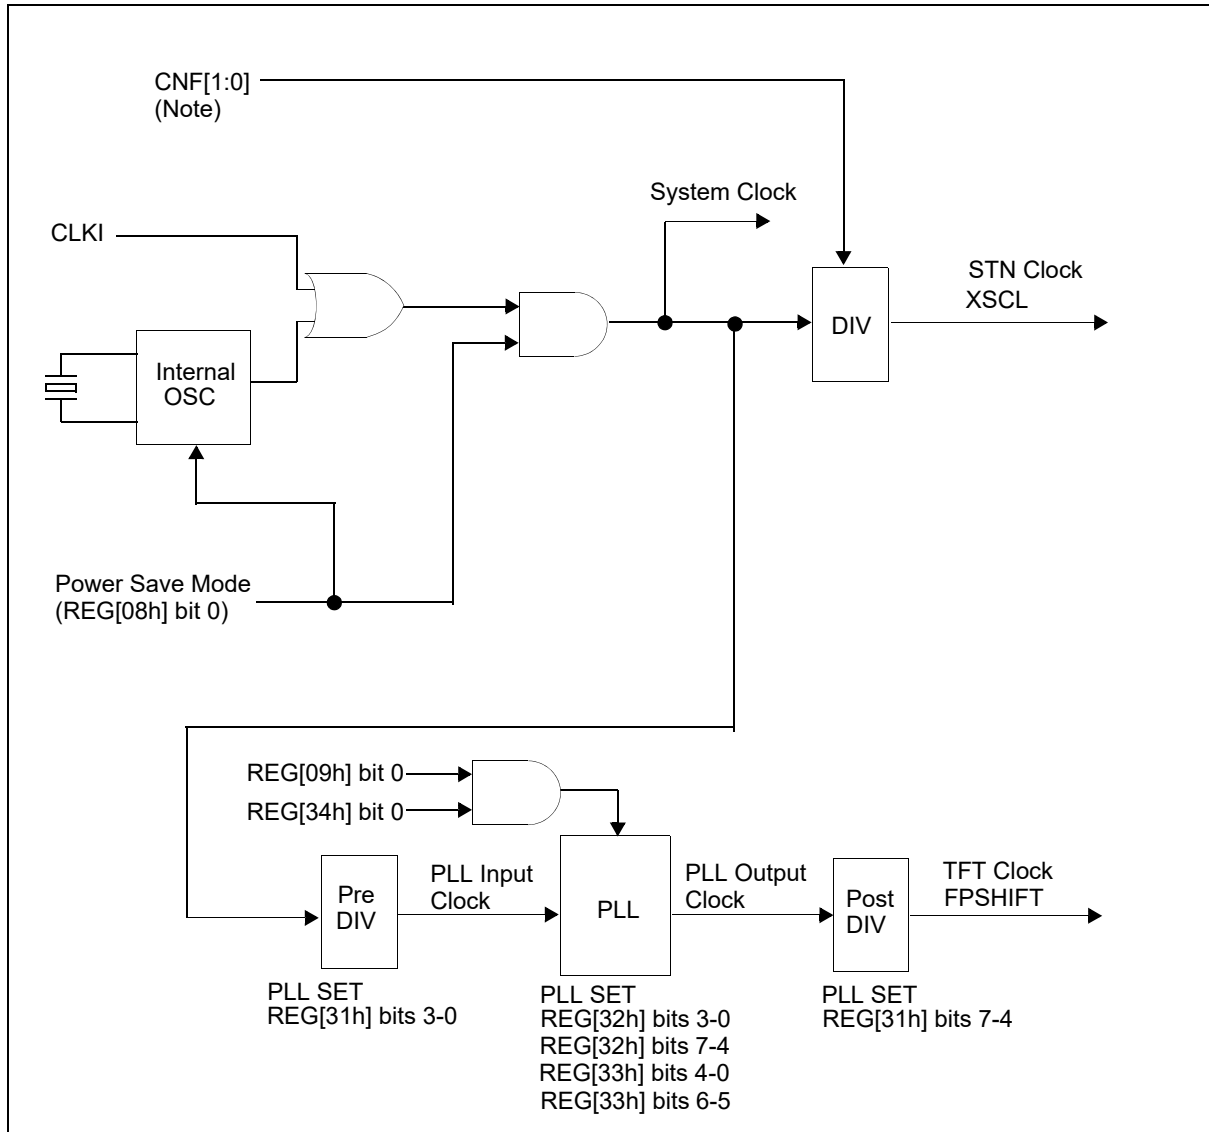 CNF[1:0]
(Note)
System Clock
CLKI
STN Clock
XSCL
DIV
Internal
OSC
Power Save Mode
(REG[08h] bit 0)
REG[09h] bit 0
REG[34h] bit 0
Pre
DIV
PLL Input
Clock
PLL
PLL Output
Clock
Post
DIV
TFT Clock
FPSHIFT
PLL SET
REG[31h] bits 3-0
PLL SET
REG[32h] bits 3-0
REG[32h] bits 7-4
REG[33h] bits 4-0
REG[33h] bits 6-5
PLL SET
REG[31h] bits 7-4